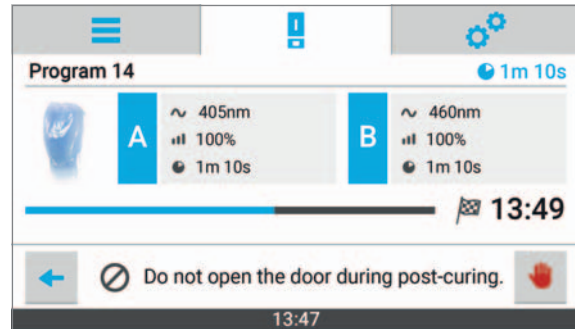 Program 14
1m 10s
A
405nm
100%
1m 10s
B
460nm
100%
1m 10s
13:49
Do not open the door during post-curing.
13:47